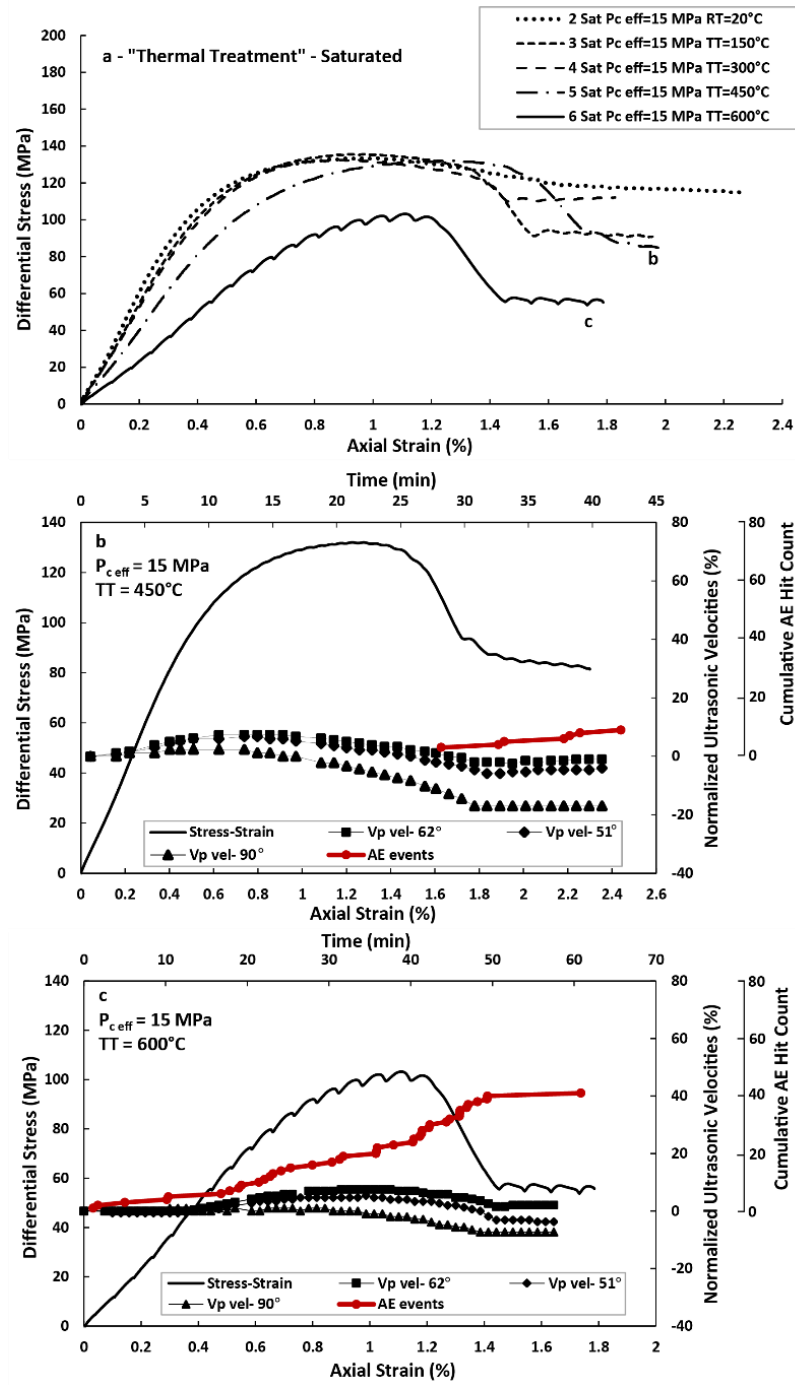 2 Sat Pc eff=15 MPa RT=20°C
3 Sat Pc eff=15 MPa TT=150°C
4 Sat Pc eff=15 MPa TT=300°C
5 Sat Pc eff=15 MPa TT=450°C
6 Sat Pc eff=15 MPa TT=600°C
a - "Thermal Treatment" - Saturated
200
180
160
140
120
100
80
60
40
20
0
Differential Stress (MPa)
b
c
0 0.2 0.4 0.6 0.8 1 1.2 1.4 1.6 1.8 2 2.2 2.4
Axial Strain (%)
Time (min)
0 5 10 15 20 25 30 35 40 45
b
P c eff = 15 MPa
TT = 450°C
140
120
100
80
60
40
20
0
Differential Stress (MPa)
80
60
40
20
0
-20
-40
Normalized Ultrasonic Velocities (%)
80
60
40
20
0
Cumulative AE Hit Count
Stress-Strain Vp vel- 62° Vp vel- 51°
Vp vel- 90° AE events
0 0.2 0.4 0.6 0.8 1 1.2 1.4 1.6 1.8 2 2.2 2.4 2.6
Axial Strain (%)
Time (min)
0 10 20 30 40 50 60 70
c
P c eff = 15 MPa
TT = 600°C
140
120
100
80
60
40
20
0
Differential Stress (MPa)
80
60
40
20
0
-20
-40
Normalized Ultrasonic Velocities (%)
80
60
40
20
0
Cumulative AE Hit Count
Stress-Strain Vp vel- 62° Vp vel- 51°
Vp vel- 90° AE events
0 0.2 0.4 0.6 0.8 1 1.2 1.4 1.6 1.8 2
Axial Strain (%)